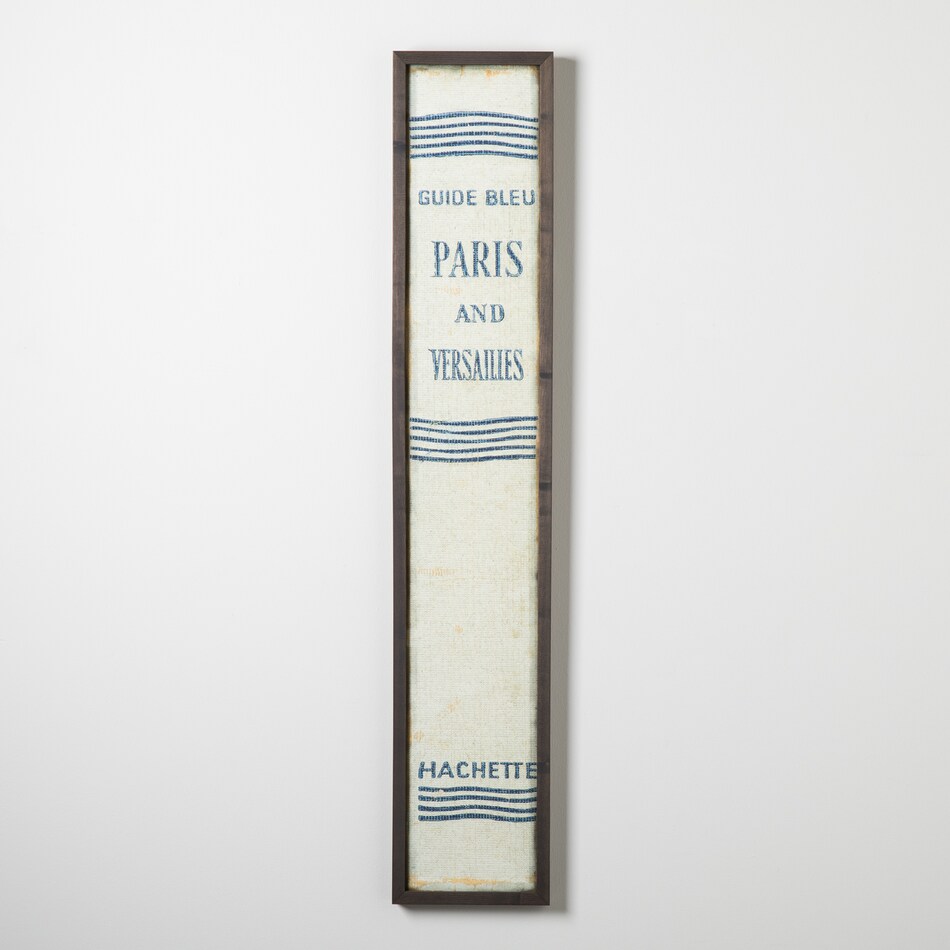 GUIDE BLEU
PARIS
AND
VERSAILLES
HACHETTE